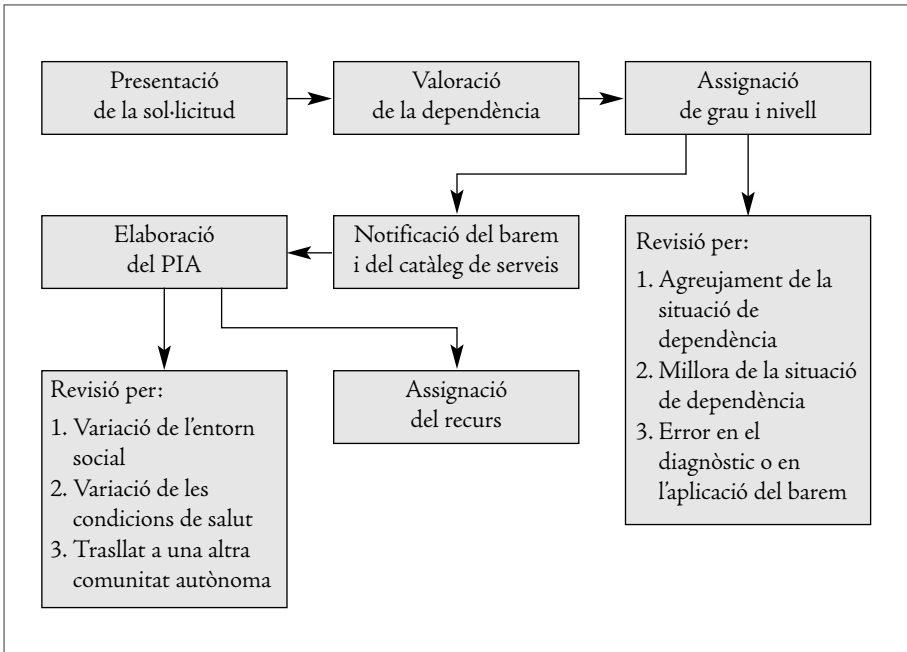 Presentació
de la sol·licitud
Valoració
de la dependència
Assignació
de grau i nivell
Elaboració
del PIA
Notificació del barem
i del catàleg de serveis
Revisió per:
1. Agreujament de la
situació de
dependència
2. Millora de la situació
de dependència
3. Error en el
diagnòstic o en
l’aplicació del barem
Revisió per:
1. Variació de l’entorn
social
2. Variació de les
condicions de salut
3. Trasllat a una altra
comunitat autònoma
Assignació
del recurs